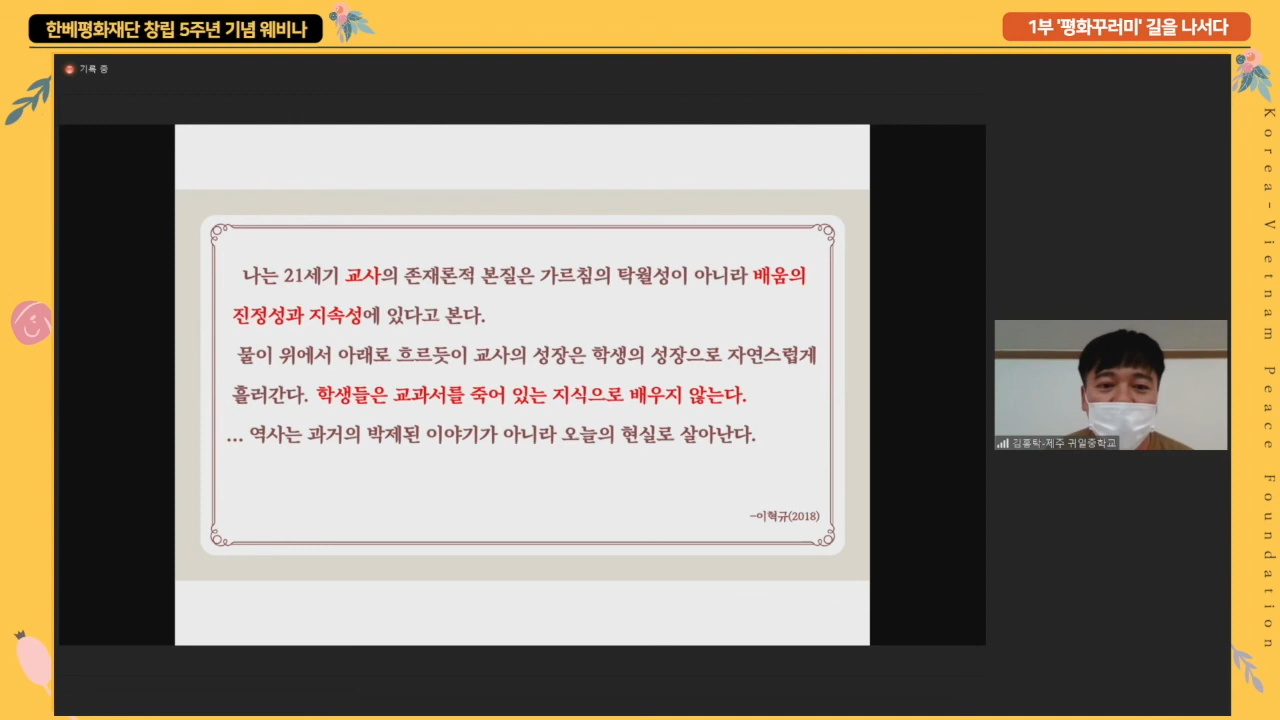 한베평화재단 창립 5주년 기념 웨비나
1부 '평화꾸러미' 길을 나서다
기록 중
나는 21세기 교사의 존재론적 본질은 가르침의 탁월성이 아니라 배움의
진정성과 지속성에 있다고 본다.
물이 위에서 아래로 흐르듯이 교사의 성장은 학생의 성장으로 자연스럽게
흘러간다. 학생들은 교과서를 죽어 있는 지식으로 배우지 않는다.
... 역사는 과거의 박제된 이야기가 아니라 오늘의 현실로 살아난다.
-이혁규(2018)
김홍탁-제주 귀일중학교
Korea-Vietnam Peace Foundation